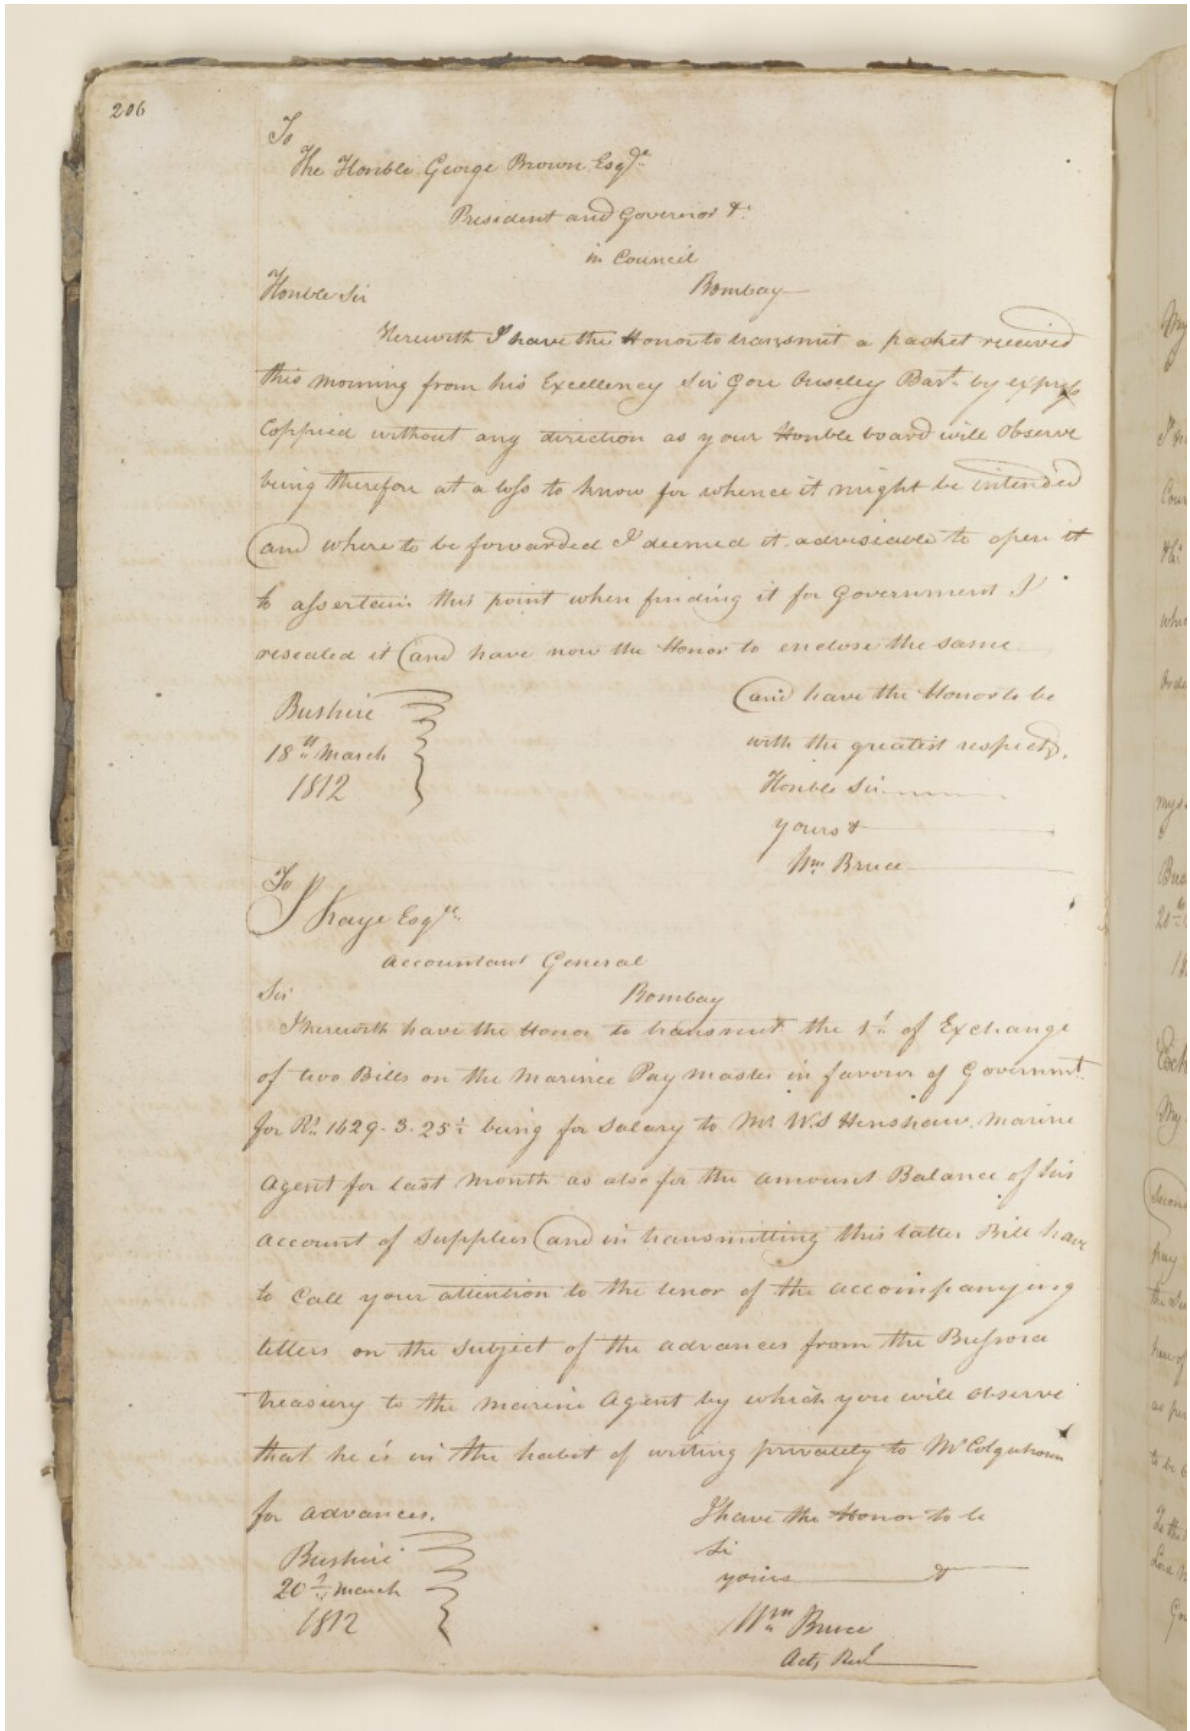 206
To
The Honble George Brown Esqre
President and Governor &c
in Council
Honble Sir
Bombay
Herewith I have the Honor to transmit a packet received
this morning from his Excellency Sir Gore Ouseley Bart. by express
Coppied without any direction as your Honble board will observe
being therefore at a loss to know for whence it might be intended
and where to be forwarded I deemed it adviseable to open it
to assertain this point when finding it for Government I
resealed it and have now the Honor to enclose the same
and have the Honor to be
with the greatest respect,
Honble Sir
yours &
Wm Bruce
Bushire
18th March
1812
To
J Kaye Esqre
Accountant General
Sir
Bombay
I herewith have the Honor to transmit the 1st of Exchange
of two Bills on the Marince Pay Master in favour of Governmt
for Rs 1629.3.25 being for Salary to Mr W.S Henshaw, Marine
Agent for last Month as also for the amount Balance of his
account of Supplies and in transmitting this latter Bill have
to Call your attention to the tenor of the accompanying
letters on the Subject of the advances from the Bussora
treasury to the Marine Agent by which you will observe
that he is in the habit of writing privately to Mr Colquhoun
for advances.
I have the Honor to be
Sir
yours &
Wm Bruce
Actg Resd
Bushire
20th March
1812